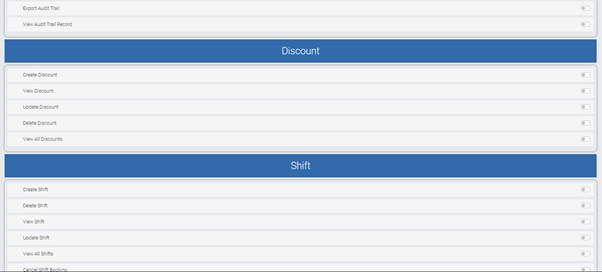 Export Audit Trail
View Audit Trail Record
Discount
Create Discount
View Discount
Update Discount
Delete Discount
View All Discounts
Shift
Create Shift
Delete Shift
View Shift
Update Shift
View All Shifts
Cancel Shift Booking